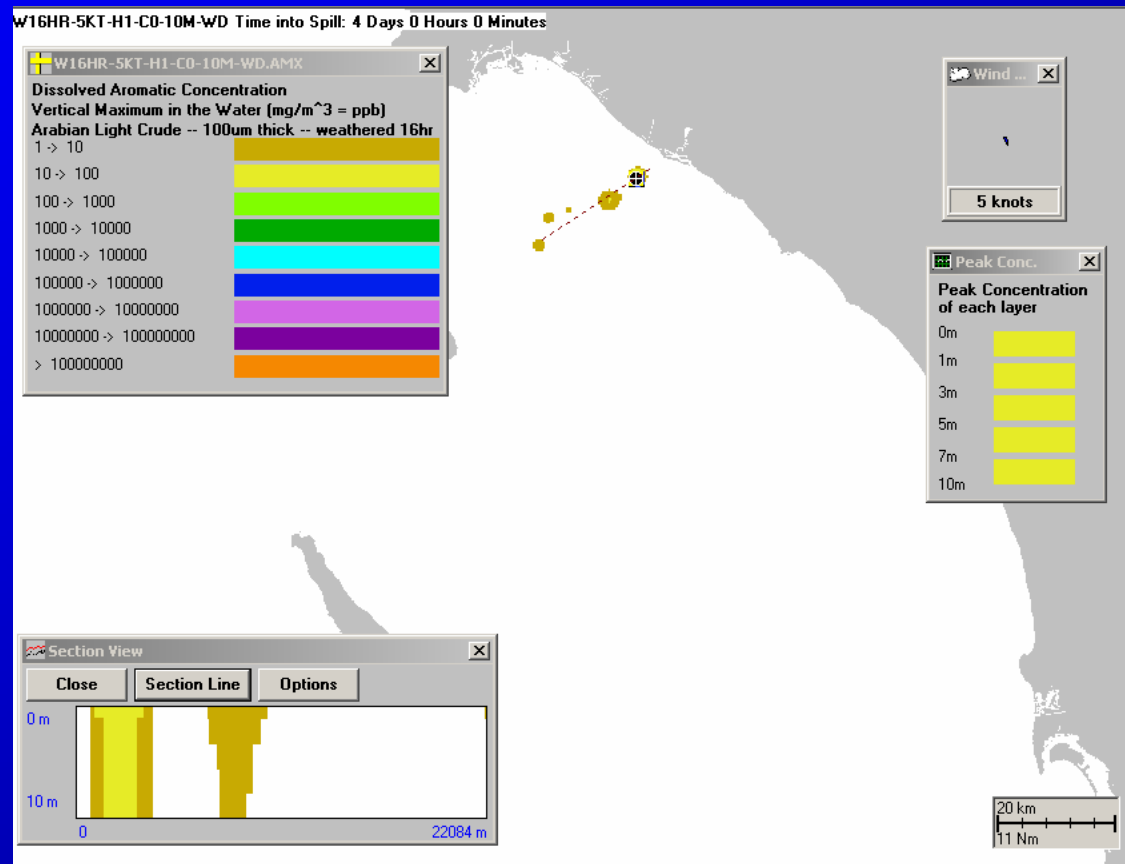 W16HR-5KT-H1-C0-10M-WD Time into Spill: 4 Days 0 Hours 0 Minutes
W16HR-5KT-H1-C0-10M-WD.AMX
Dissolved Aromatic Concentration
Vertical Maximum in the Water (mg/m^3 = ppb)
Arabian Light Crude -- 100um thick -- weathered 16hr
1 -> 10
10 -> 100
100 -> 1000
1000 -> 10000
10000 -> 100000
100000 -> 1000000
1000000 -> 10000000
10000000 -> 100000000
> 100000000
Wind ...
5 knots
Peak Conc.
Peak Concentration
of each layer
0m
1m
3m
5m
7m
10m
Section View
Close Section Line Options
0 m
10 m
0 22084 m
20 km
11 Nm